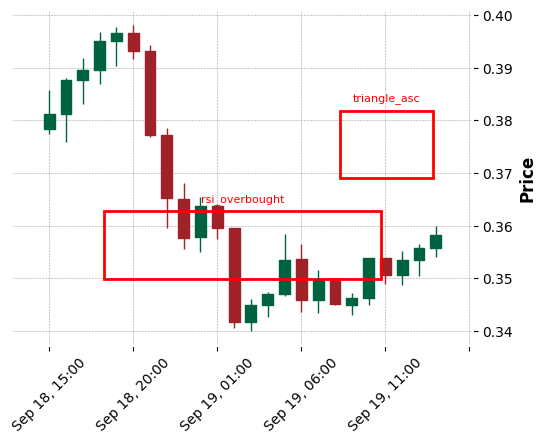 0.40
0.39
triangle_asc
0.38
0.37
Price
rsi_overbought
0.36
0.35
0.34
Sep 18, 15:00
Sep 18, 20:00
Sep 19, 01:00
Sep 19, 06:00
Sep 19, 11:00